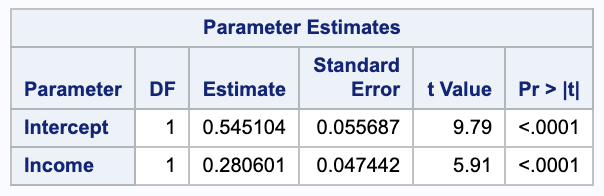 Parameter Estimates
Parameter DF Estimate Standard Error t Value Pr > |t|
Intercept 1 0.545104 0.055687 9.79 <.0001
Income 1 0.280601 0.047442 5.91 <.0001